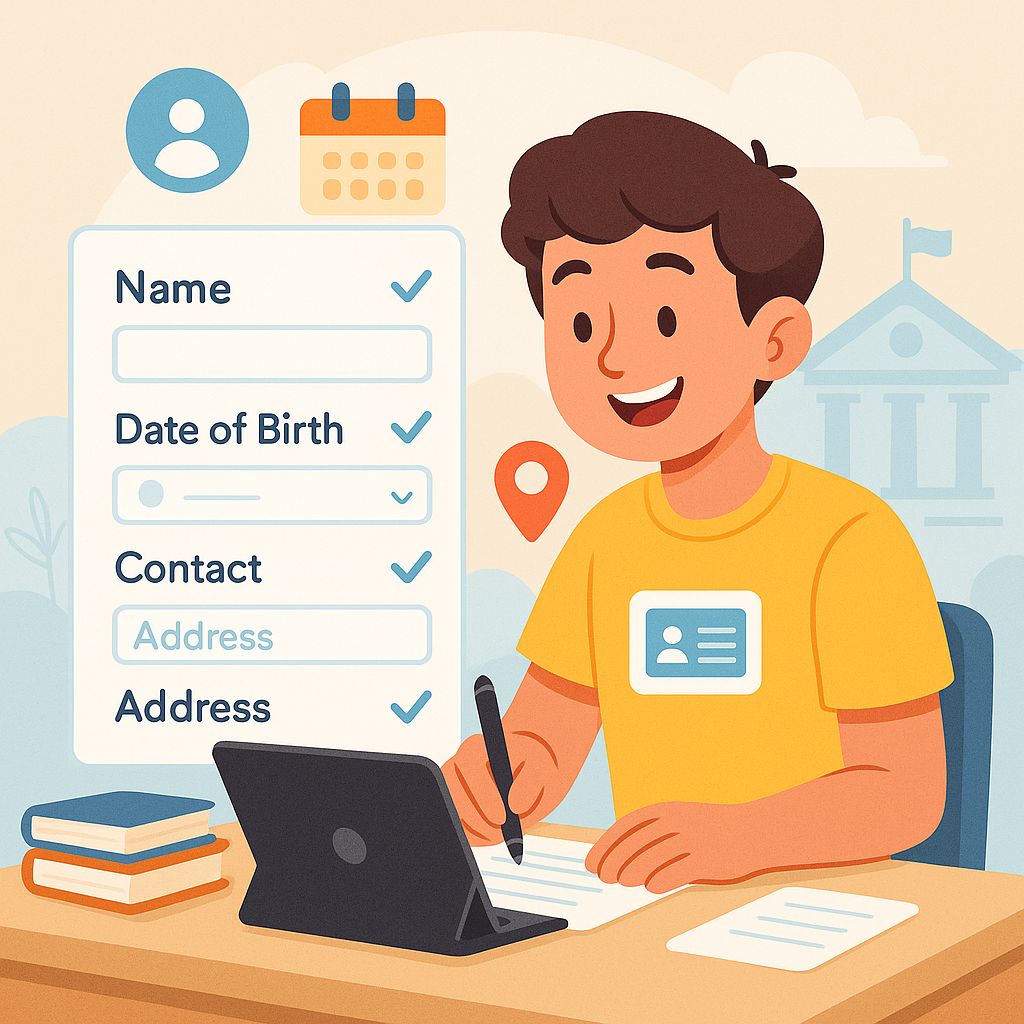 Name
Date of Birth
Contact
Address
Address